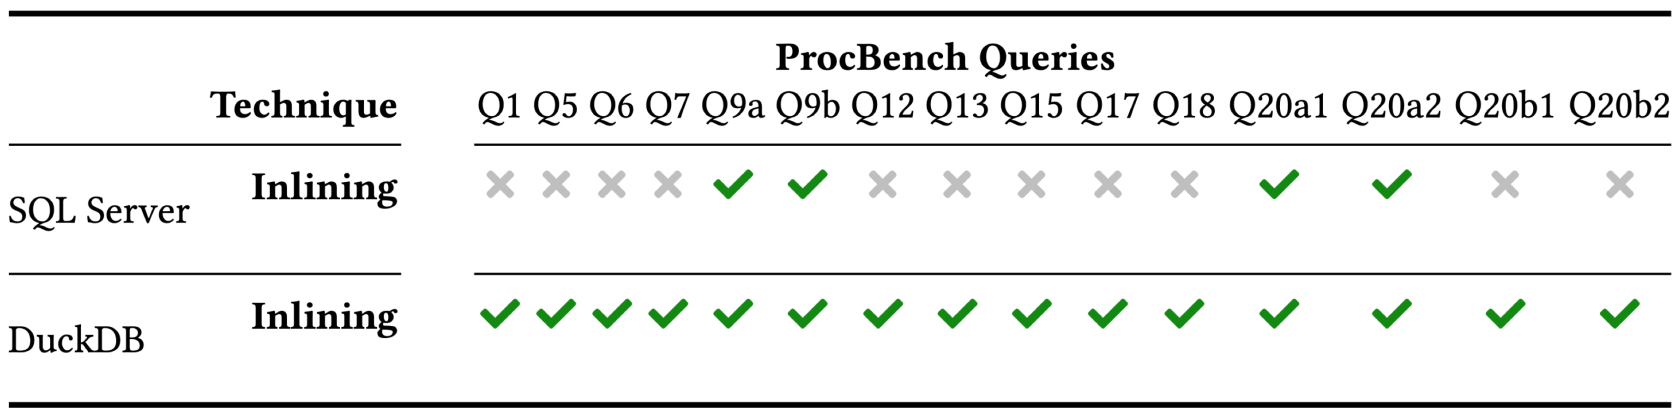 ProcBench Queries
Technique Q1 Q5 Q6 Q7 Q9a Q9b Q12 Q13 Q15 Q17 Q18 Q20a1 Q20a2 Q20b1 Q20b2
Inlining ✕ ✕ ✕ ✕ ✓ ✓ ✕ ✕ ✕ ✕ ✕ ✓ ✓ ✕ ✕
SQL Server
Inlining ✓ ✓ ✓ ✓ ✓ ✓ ✓ ✓ ✓ ✓ ✓ ✓ ✓ ✓ ✓
DuckDB